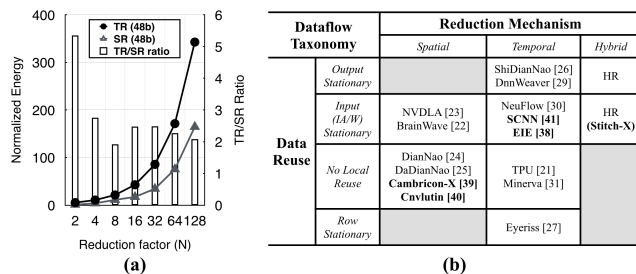 (a)
400
300
200
100
0
Normalized Energy
TR (48b)
SR (48b)
TR/SR ratio
6
5
4
3
2
1
0
TR/SR Ratio
2 4 8 16 32 64 128
Reduction factor (N)
(a)
Dataflow Taxonomy
Reduction Mechanism
Spatial
Temporal
Hybrid
Data Reuse
Output Stationary
ShiDianNao [26]
DnnWeaver [29]
HR
Input (IA/W) Stationary
NVDLA [23]
BrainWave [22]
NeuFlow [30]
SCNN [41]
EIE [38]
HR
(Stitch-X)
No Local Reuse
DianNao [24]
DaDianNao [25]
Cambricon-X [39]
Cnvlutin [40]
TPU [21]
Minerva [31]
Row Stationary
Eyeriss [27]
(b)